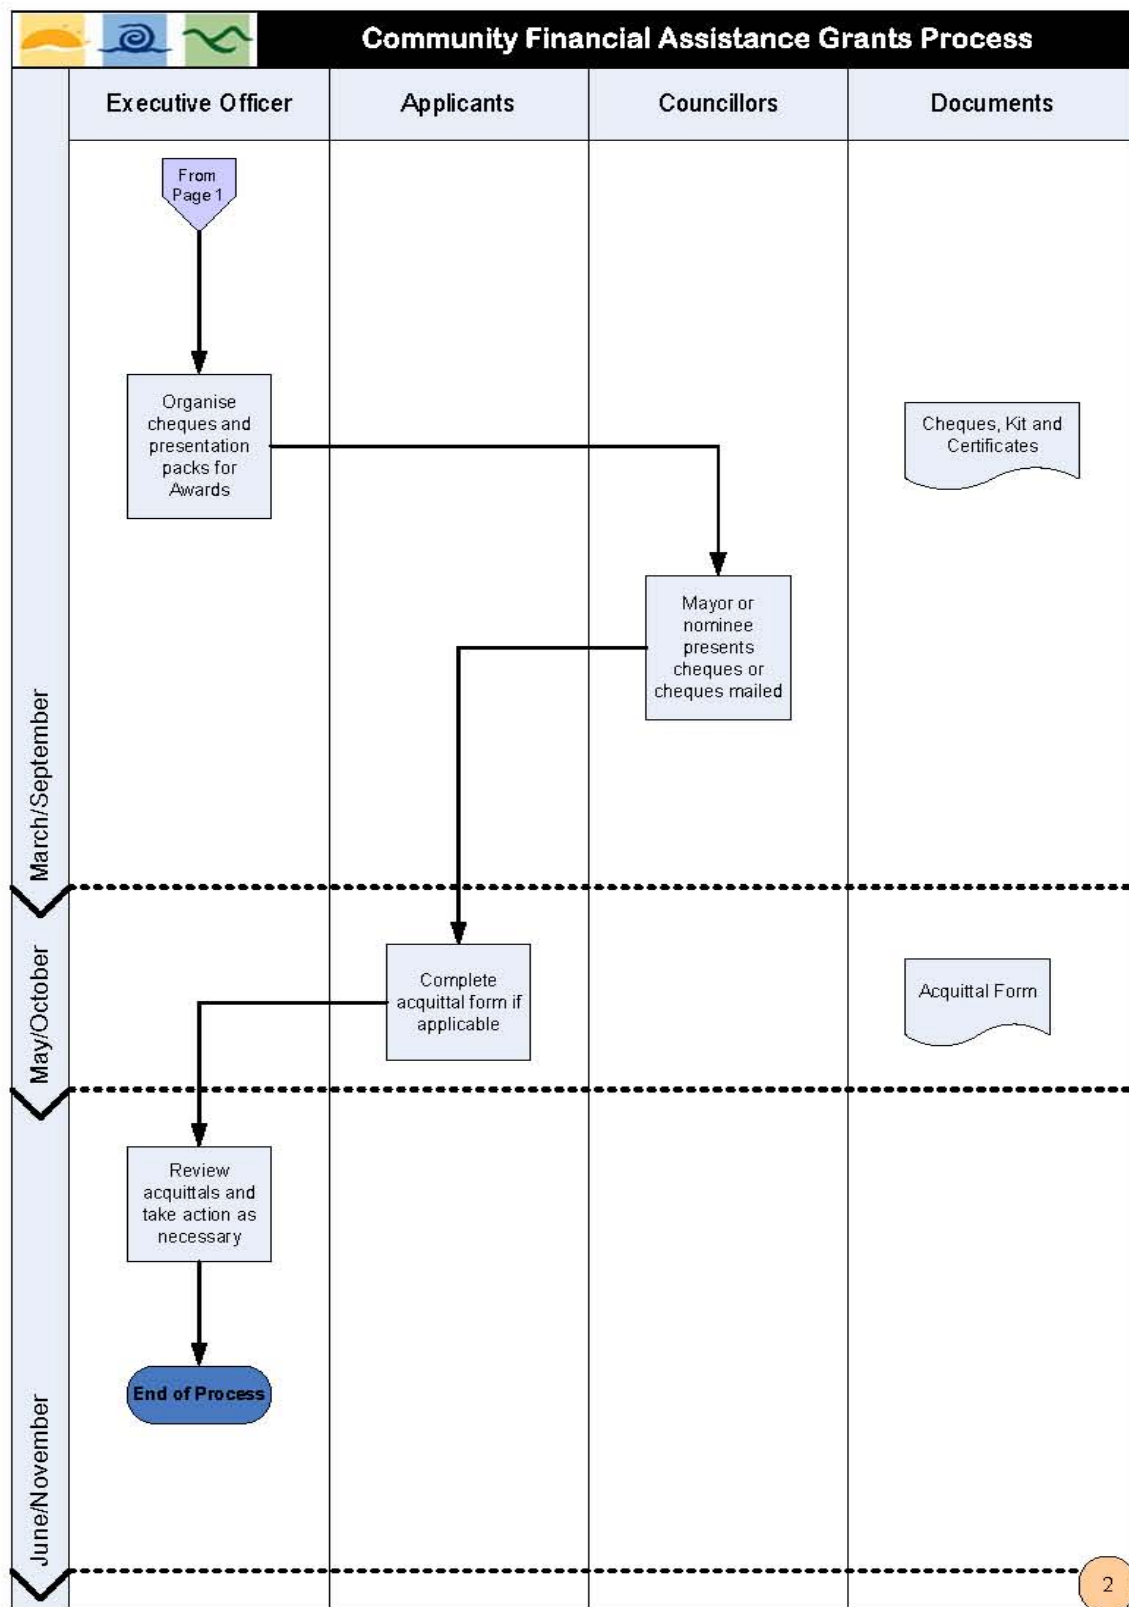 Community Financial Assistance Grants Process
Executive Officer
Applicants
Councillors
Documents
From
Page 1
Organise
cheques and
presentation
packs for
Awards
Cheques, Kit and
Certificates
Mayor or
nominee
presents
cheques or
cheques mailed
March/September
Complete
acquittal form if
applicable
Acquittal Form
May/October
Review
acquittals and
take action as
necessary
End of Process
June/November
2